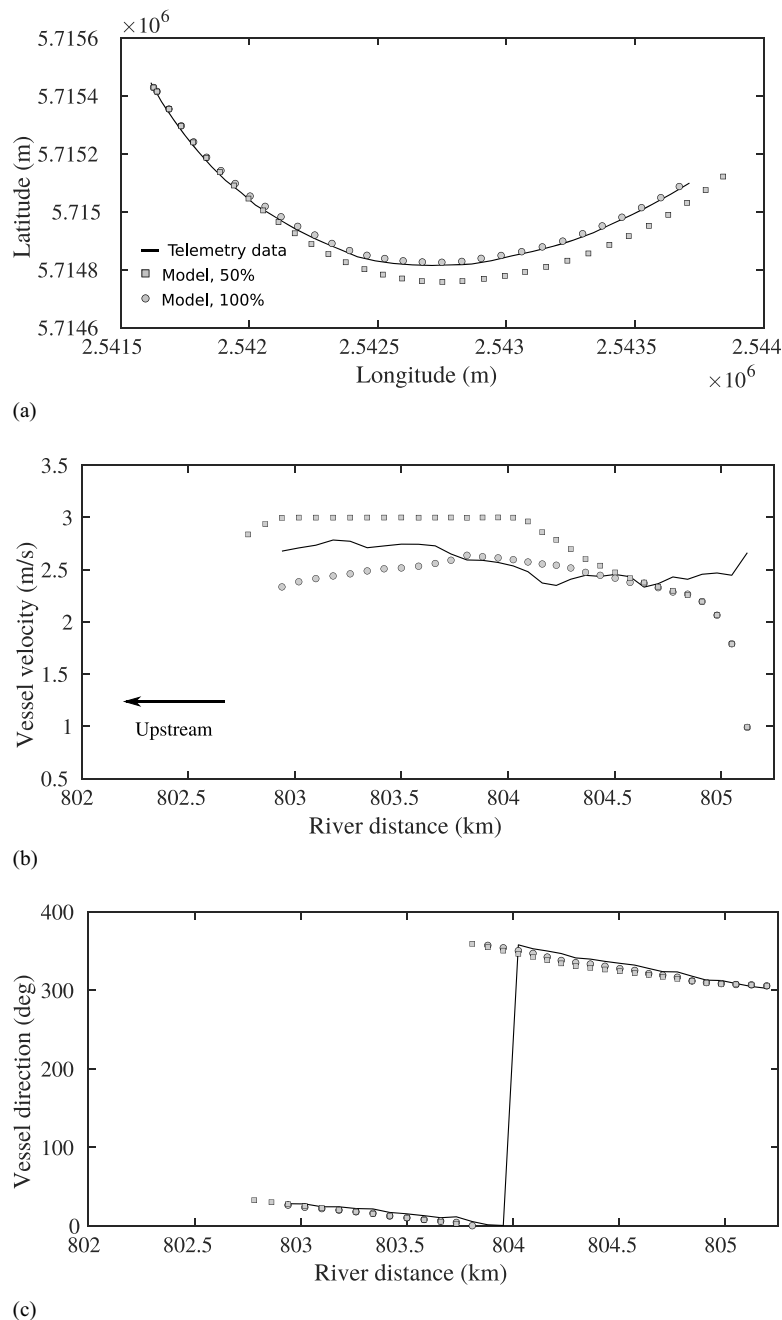 ×10⁶
5.7156
5.7154
5.7152
5.715
5.7148
5.7146
Latitude (m)
Telemetry data
Model, 50%
Model, 100%
2.5415 2.542 2.5425 2.543 2.5435 2.544
Longitude (m)
×10⁶
(a)
3.5
3
2.5
2
1.5
1
0.5
Vessel velocity (m/s)
Upstream
802 802.5 803 803.5 804 804.5 805
River distance (km)
(b)
400
300
200
100
0
Vessel direction (deg)
802 802.5 803 803.5 804 804.5 805
River distance (km)
(c)